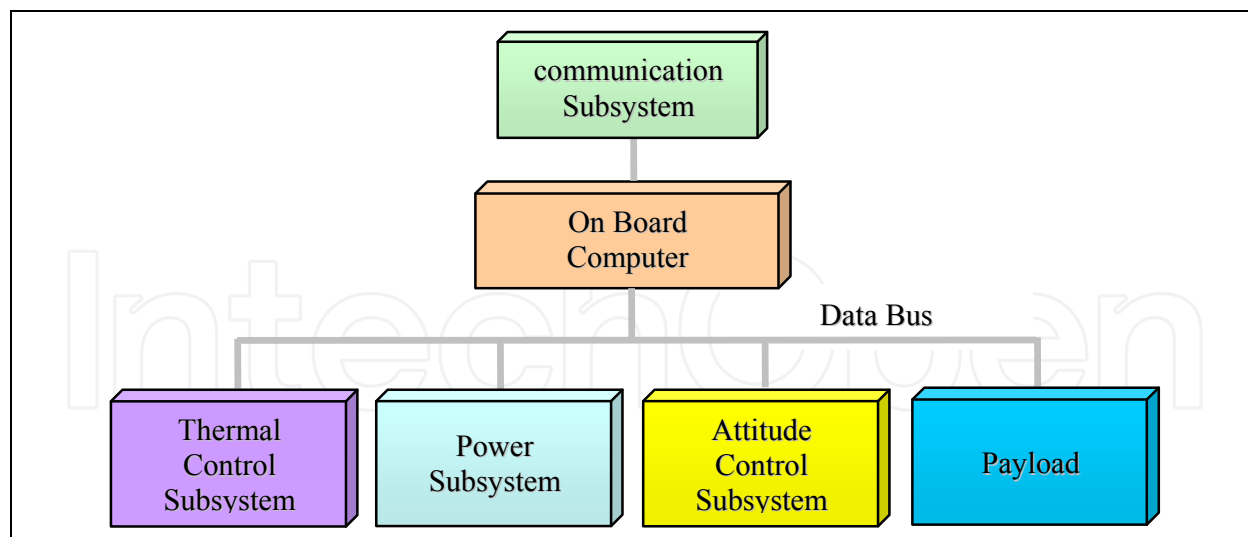 communication
Subsystem
On Board
Computer
Data Bus
Thermal
Control
Subsystem
Power
Subsystem
Attitude
Control
Subsystem
Payload
IntechOpen